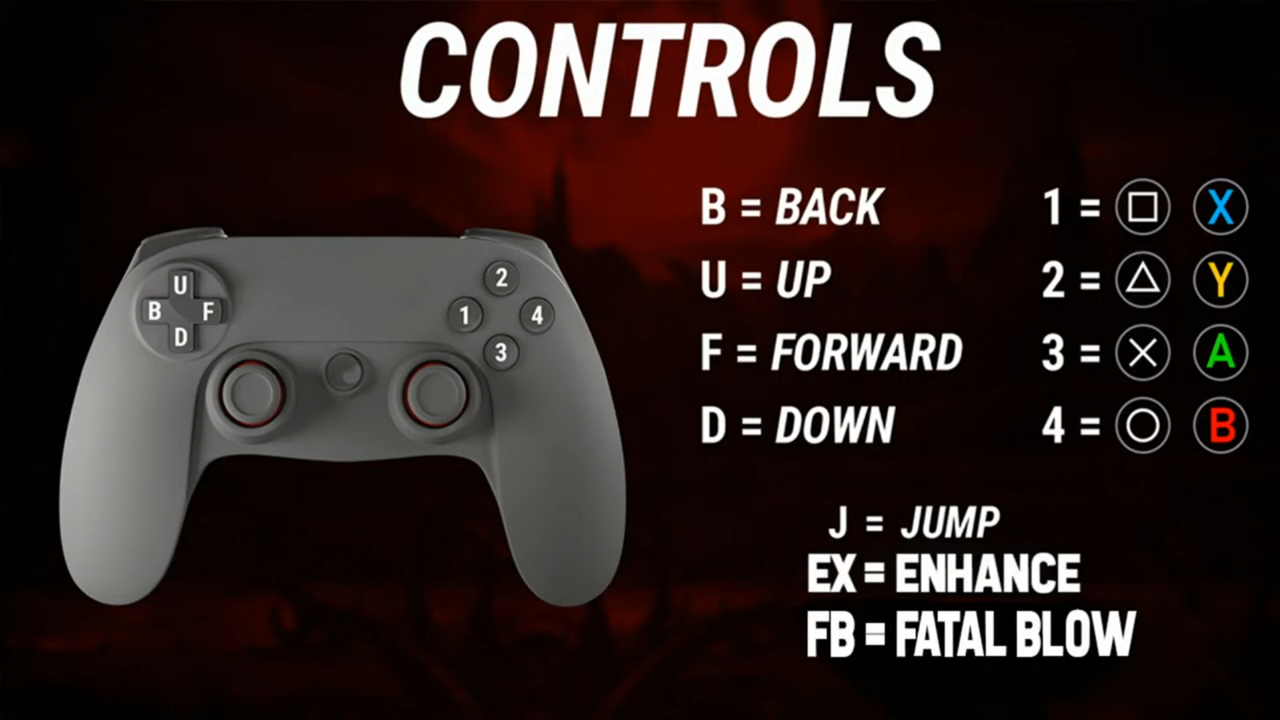 CONTROLS
B = BACK
U = UP
F = FORWARD
D = DOWN
1 = □ X
2 = △ Y
3 = ✕ A
4 = ○ B
J = JUMP
EX = ENHANCE
FB = FATAL BLOW
U
B F
D
2
1 4
3